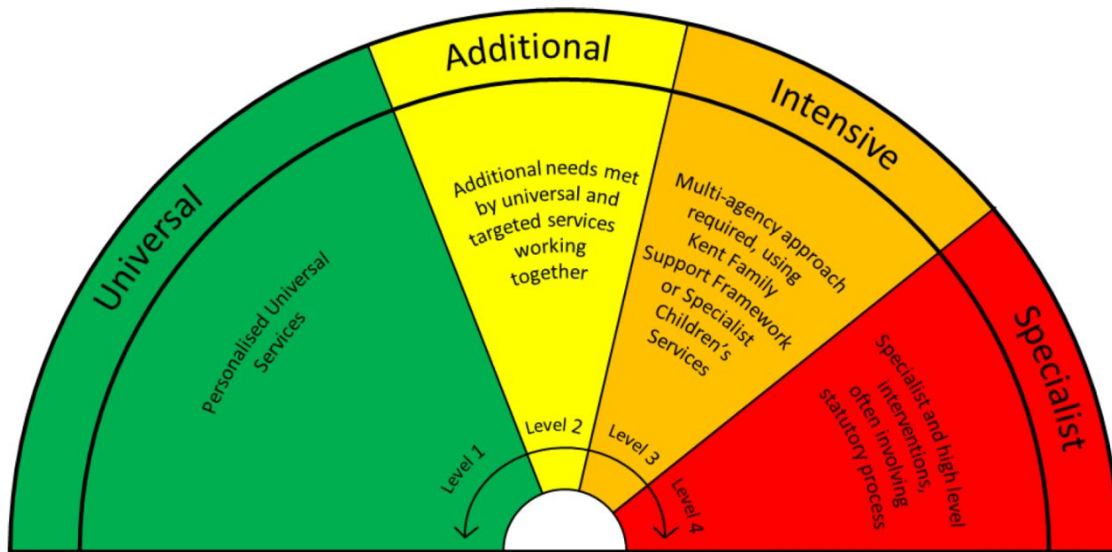 Universal
Additional
Intensive
Specialist
Personalised Universal
Services
Additional needs met
by universal and
targeted services
working
together
Multi-agency approach
required, using
Kent Family
Support Framework
or Specialist
Children's
Services
Specialist and high level
interventions,
often involving
statutory process
Level 1
Level 2
Level 3
Level 4